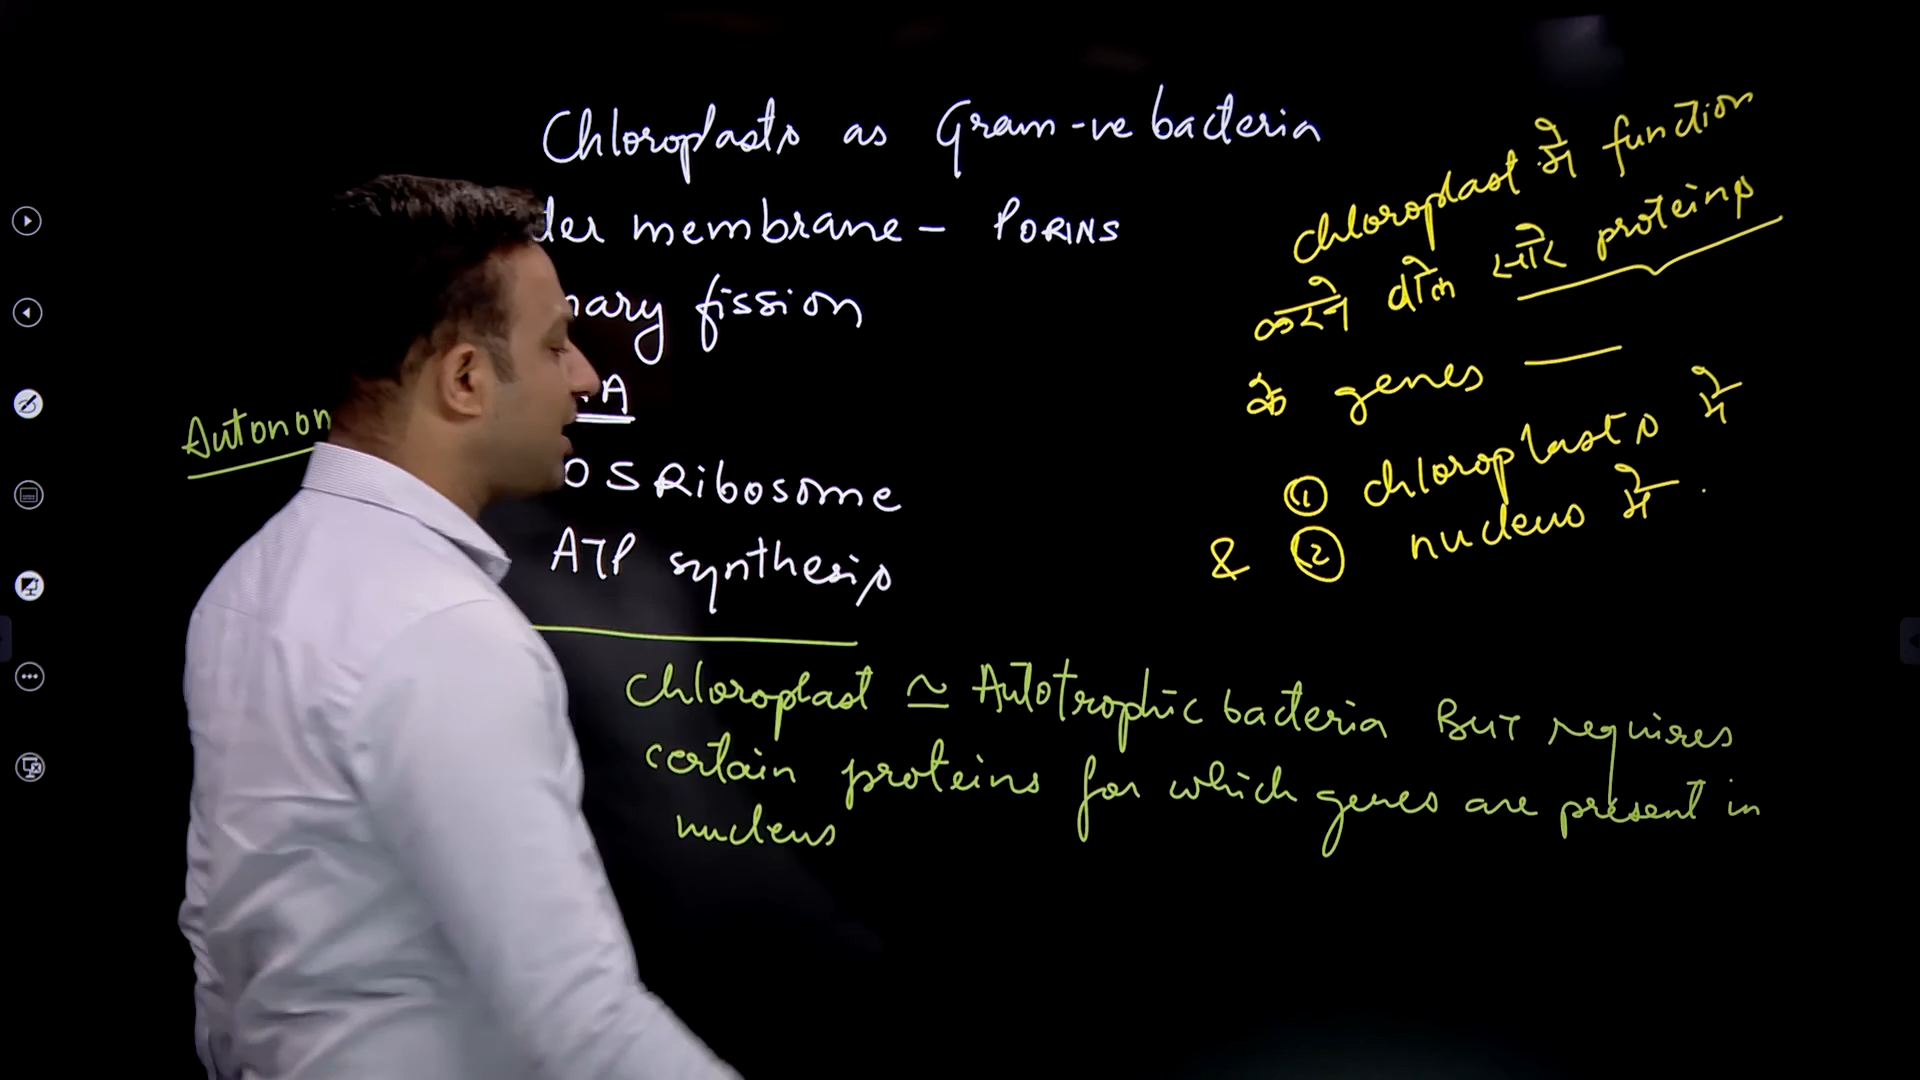 Chloroplasts as Gram -ve bacteria
membrane - PORINS
fission
Autonom
OS Ribosome
ATP synthesis
chloroplast में function
करने वाले सारे proteins
के genes —
① chloroplasts में
& ② nucleus में .
Chloroplast ≃ Autotrophic bacteria BUT requires
certain proteins for which genes are present in
nucleus